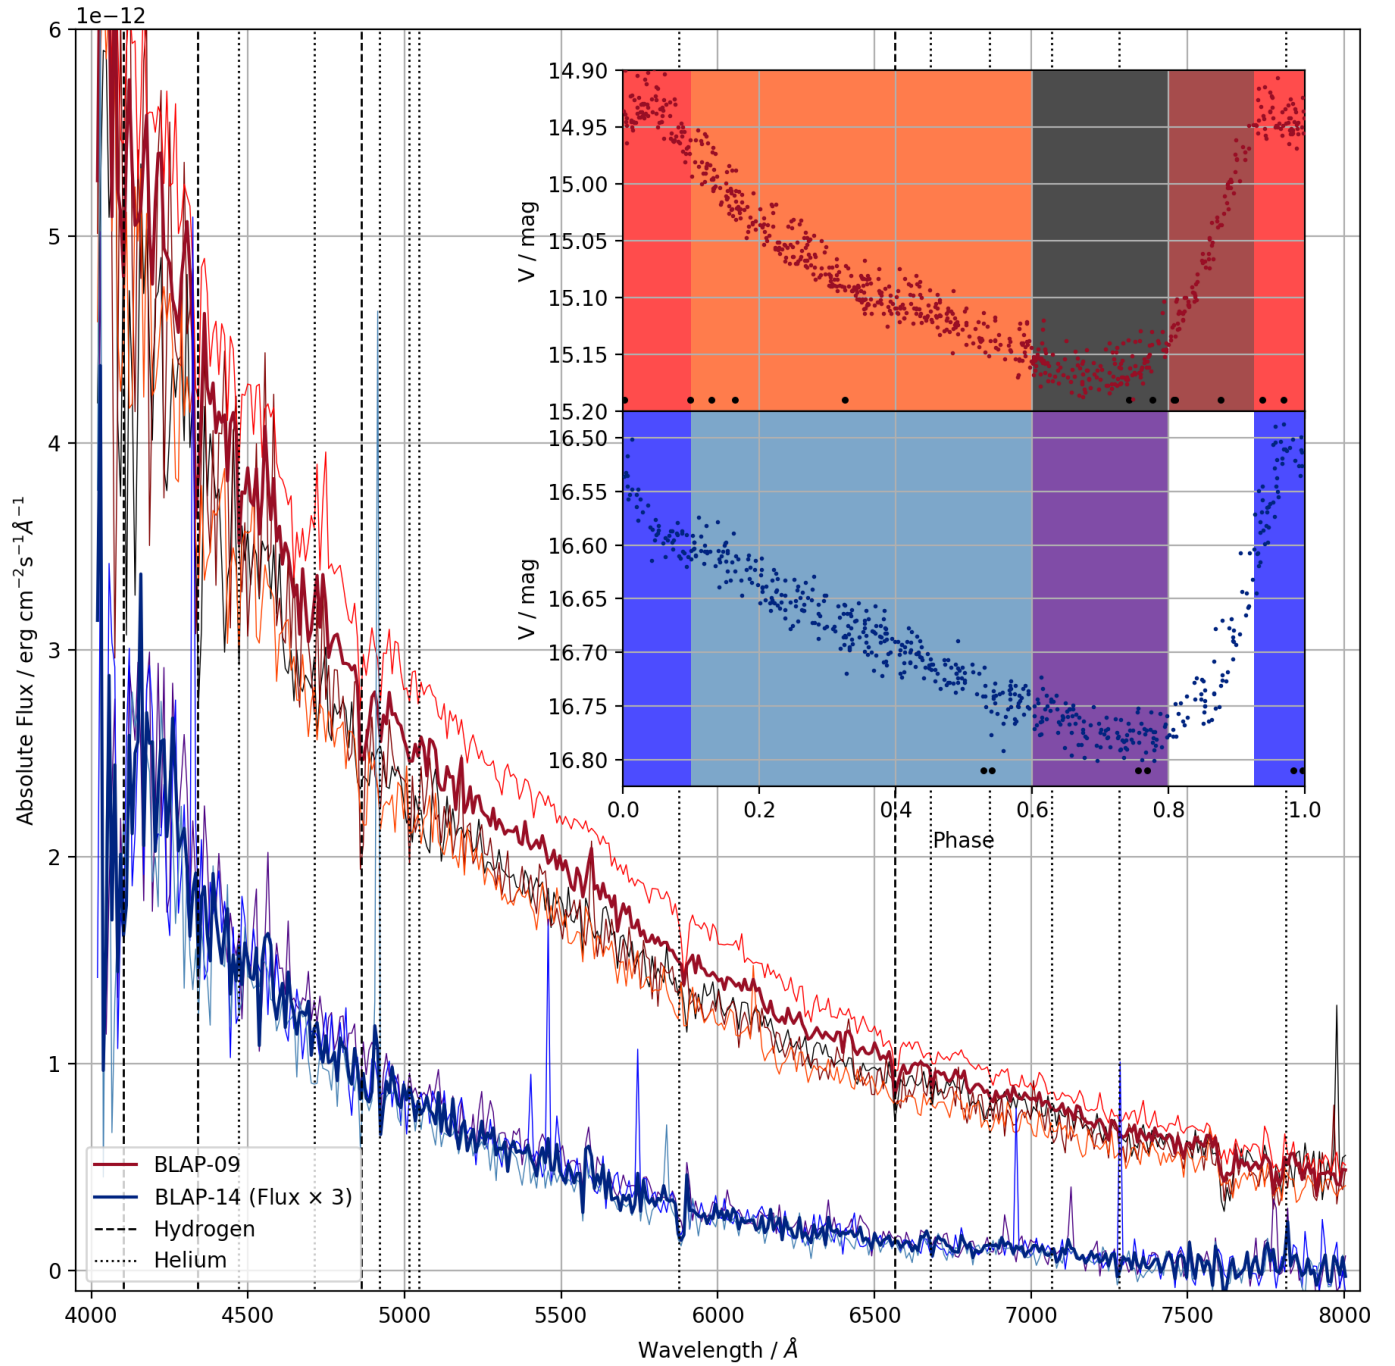 1e−12
6
5
4
3
2
1
0
Absolute Flux / erg cm⁻²s⁻¹Å⁻¹
4000 4500 5000 5500 6000 6500 7000 7500 8000
Wavelength / Å
14.90
14.95
15.00
15.05
15.10
15.15
15.20
V / mag
16.50
16.55
16.60
16.65
16.70
16.75
16.80
V / mag
0.0 0.2 0.4 0.6 0.8 1.0
Phase
BLAP-09
BLAP-14 (Flux × 3)
Hydrogen
Helium